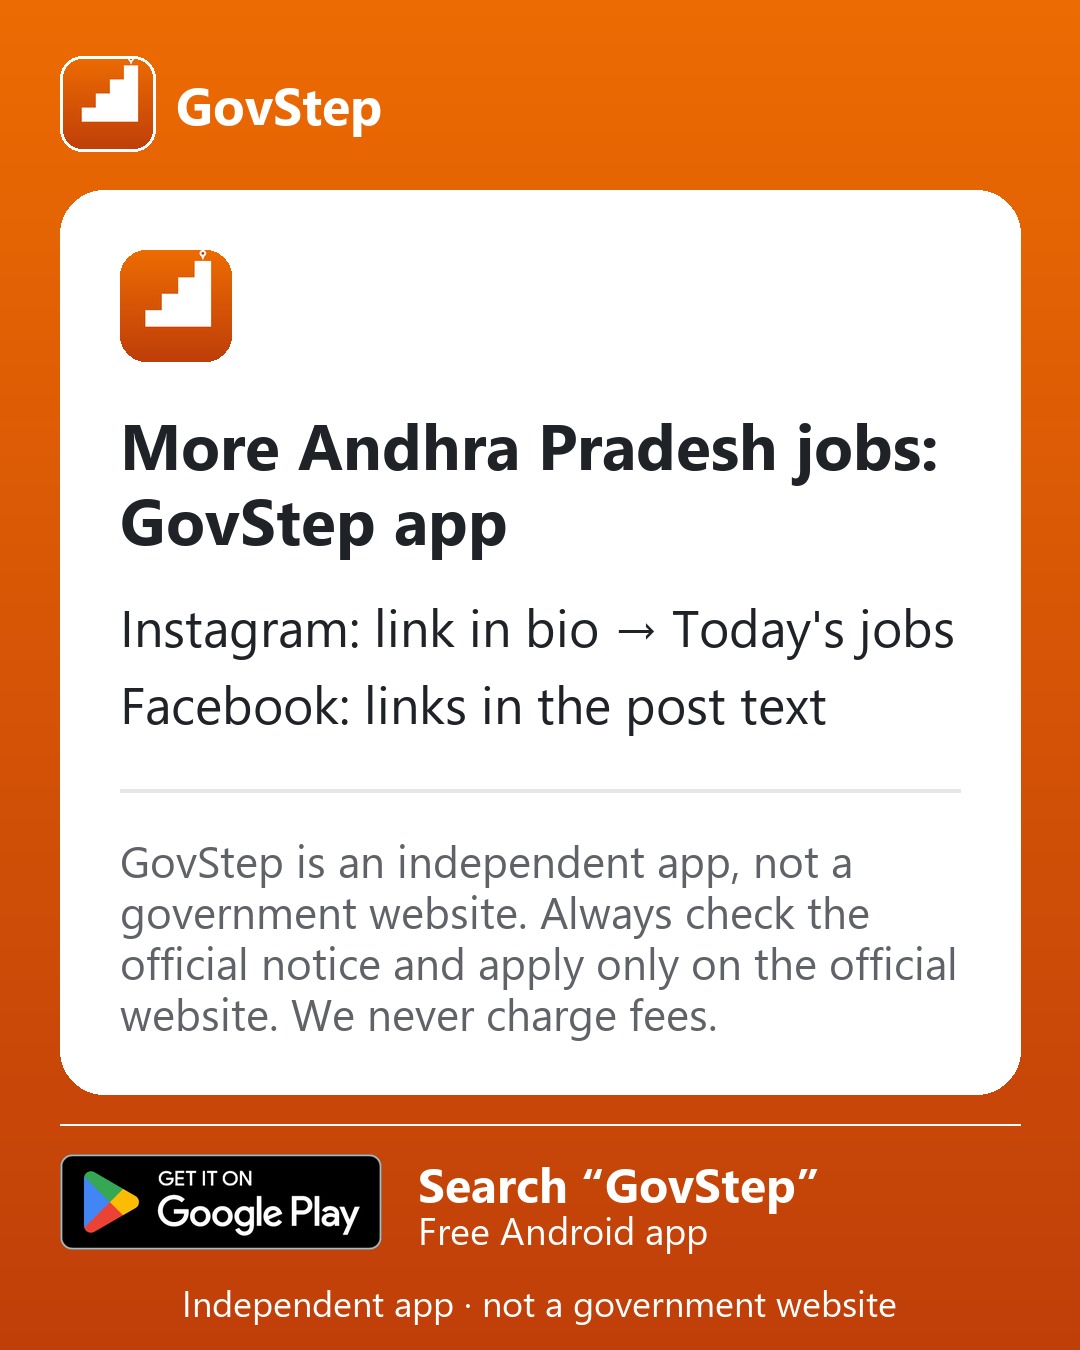 GovStep
More Andhra Pradesh jobs:
GovStep app
Instagram: link in bio → Today's jobs
Facebook: links in the post text
GovStep is an independent app, not a
government website. Always check the
official notice and apply only on the official
website. We never charge fees.
GET IT ON
Google Play
Search “GovStep”
Free Android app
Independent app · not a government website